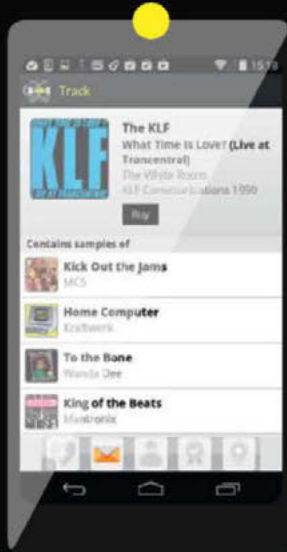 15:13
Track
KLF
The KLF
What Time Is Love? (Live at
Trancentral)
The White Room
KLF Communications 1990
Buy
Contains samples of
Kick Out the Jams
MC5
Home Computer
Kraftwerk
To the Bone
Wanda Dee
King of the Beats
Mantronix